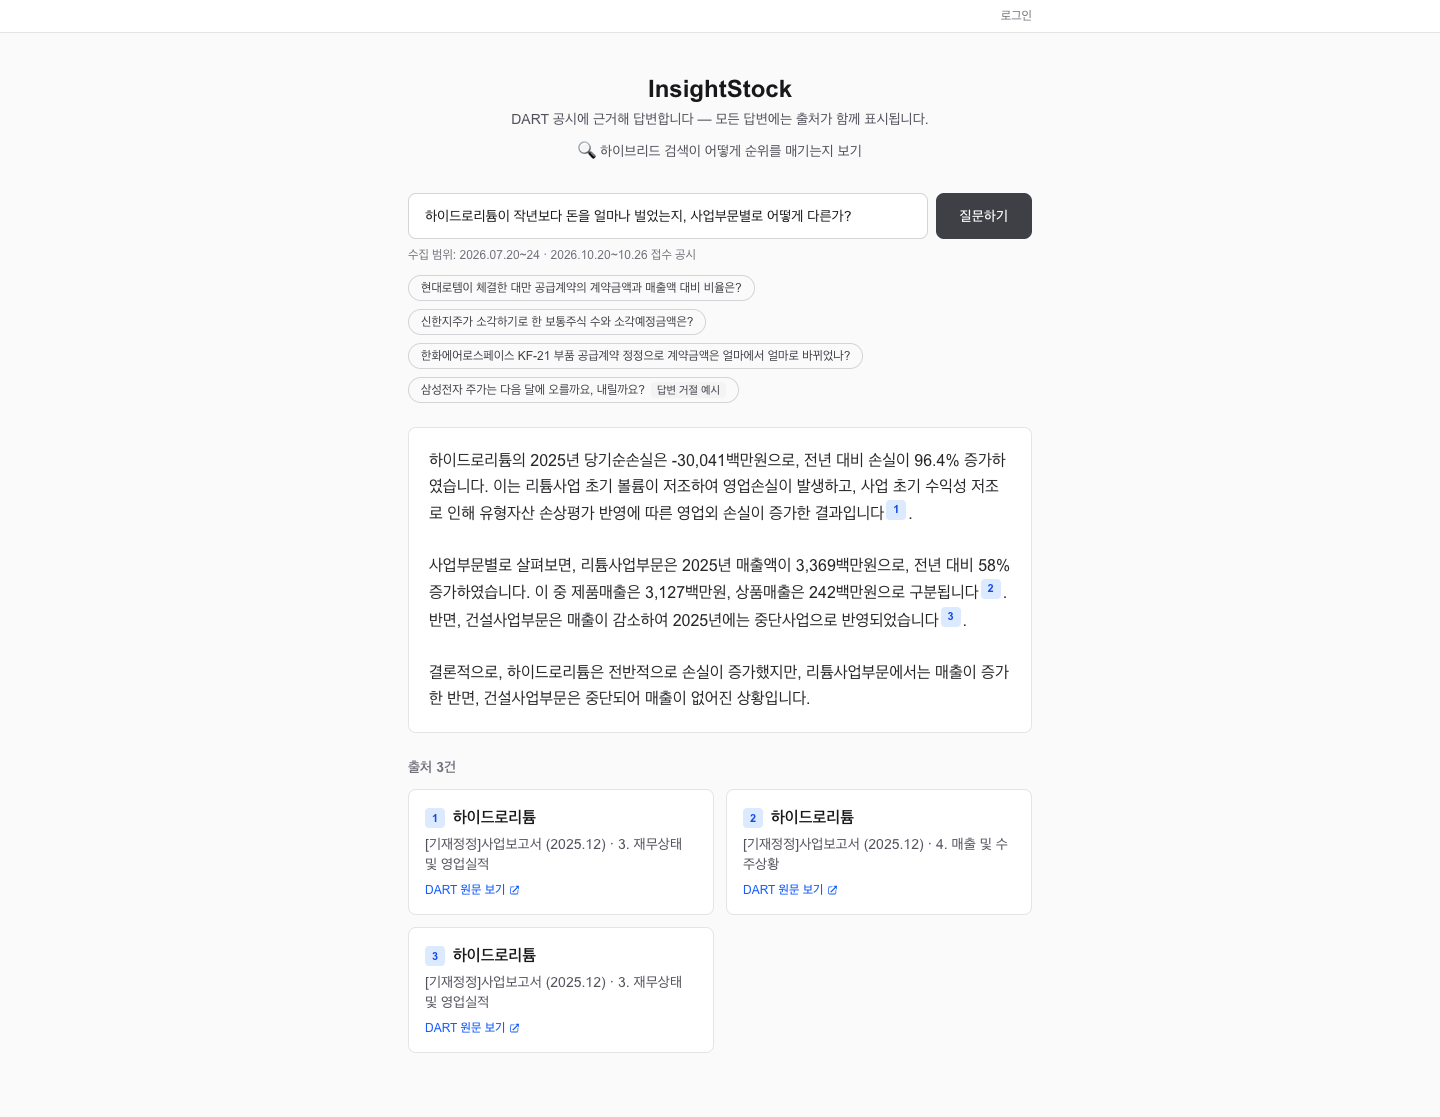 로그인
InsightStock
DART 공시에 근거해 답변합니다 — 모든 답변에는 출처가 함께 표시됩니다.
하이브리드 검색이 어떻게 순위를 매기는지 보기
하이드로리튬이 작년보다 돈을 얼마나 벌었는지, 사업부문별로 어떻게 다른가?
질문하기
수집 범위: 2026.07.20~24 · 2026.10.20~10.26 접수 공시
현대로템이 체결한 대만 공급계약의 계약금액과 매출액 대비 비율은?
신한지주가 소각하기로 한 보통주식 수와 소각예정금액은?
한화에어로스페이스 KF-21 부품 공급계약 정정으로 계약금액은 얼마에서 얼마로 바뀌었나?
삼성전자 주가는 다음 달에 오를까요, 내릴까요? 답변 거절 예시
하이드로리튬의 2025년 당기순손실은 -30,041백만원으로, 전년 대비 손실이 96.4% 증가하
였습니다. 이는 리튬사업 초기 볼륨이 저조하여 영업손실이 발생하고, 사업 초기 수익성 저조
로 인해 유형자산 손상평가 반영에 따른 영업외 손실이 증가한 결과입니다 1 .
사업부문별로 살펴보면, 리튬사업부문은 2025년 매출액이 3,369백만원으로, 전년 대비 58%
증가하였습니다. 이 중 제품매출은 3,127백만원, 상품매출은 242백만원으로 구분됩니다 2 .
반면, 건설사업부문은 매출이 감소하여 2025년에는 중단사업으로 반영되었습니다 3 .
결론적으로, 하이드로리튬은 전반적으로 손실이 증가했지만, 리튬사업부문에서는 매출이 증가
한 반면, 건설사업부문은 중단되어 매출이 없어진 상황입니다.
출처 3건
1 하이드로리튬
[기재정정]사업보고서 (2025.12) · 3. 재무상태
및 영업실적
DART 원문 보기
2 하이드로리튬
[기재정정]사업보고서 (2025.12) · 4. 매출 및 수
주상황
DART 원문 보기
3 하이드로리튬
[기재정정]사업보고서 (2025.12) · 3. 재무상태
및 영업실적
DART 원문 보기